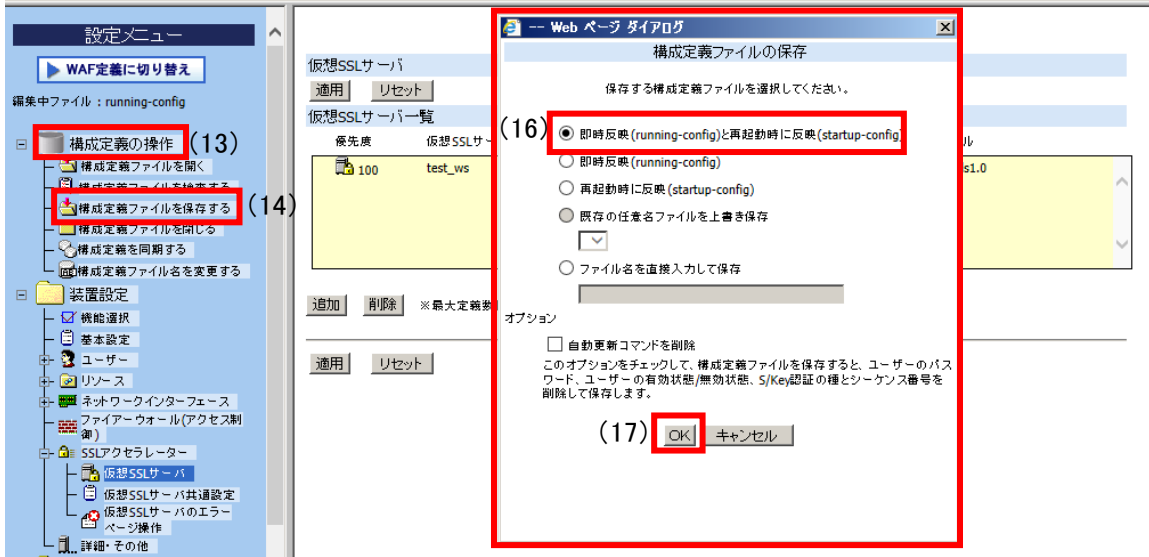 設定メニュー
WAF定義に切り替え
編集中ファイル：running-config
構成定義の操作 (13)
構成定義ファイルを開く
構成定義ファイルを検査する
構成定義ファイルを保存する (14)
構成定義ファイルを閉じる
構成定義を同期する
構成定義ファイル名を変更する
装置設定
機能選択
基本設定
ユーザー
リソース
ネットワークインターフェース
ファイアーウォール(アクセス制
御)
SSLアクセラレーター
仮想SSLサーバ
仮想SSLサーバ共通設定
仮想SSLサーバのエラー
ページ操作
詳細・その他
仮想SSLサーバ
適用 リセット
仮想SSLサーバ一覧
優先度 仮想SSLサー ル
100 test_ws s1.0
追加 削除 ※最大定義数
適用 リセット
-- Web ページ ダイアログ
構成定義ファイルの保存
保存する構成定義ファイルを選択してください。
(16) 即時反映(running-config)と再起動時に反映(startup-config)
即時反映(running-config)
再起動時に反映(startup-config)
既存の任意名ファイルを上書き保存
ファイル名を直接入力して保存
オプション
自動更新コマンドを削除
このオプションをチェックして、構成定義ファイルを保存すると、ユーザーのパス
ワード、ユーザーの有効状態/無効状態、S/Key認証の種とシーケンス番号を
削除して保存します。
(17) OK キャンセル